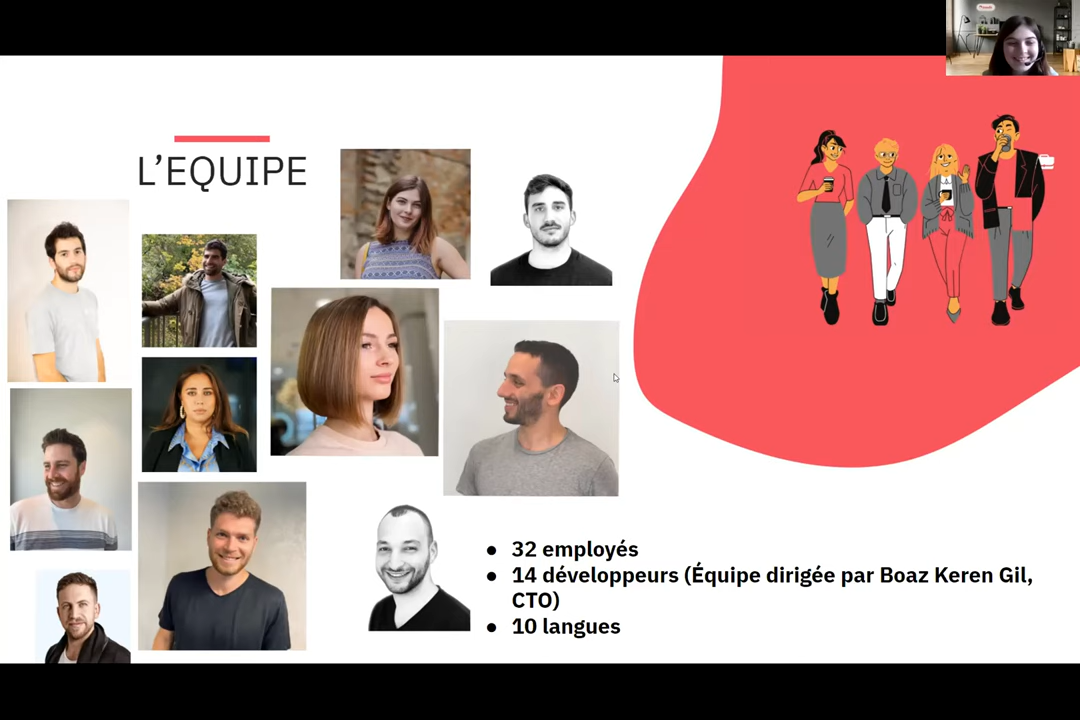 L’EQUIPE
● 32 employés
● 14 développeurs (Équipe dirigée par Boaz Keren Gil,
CTO)
● 10 langues